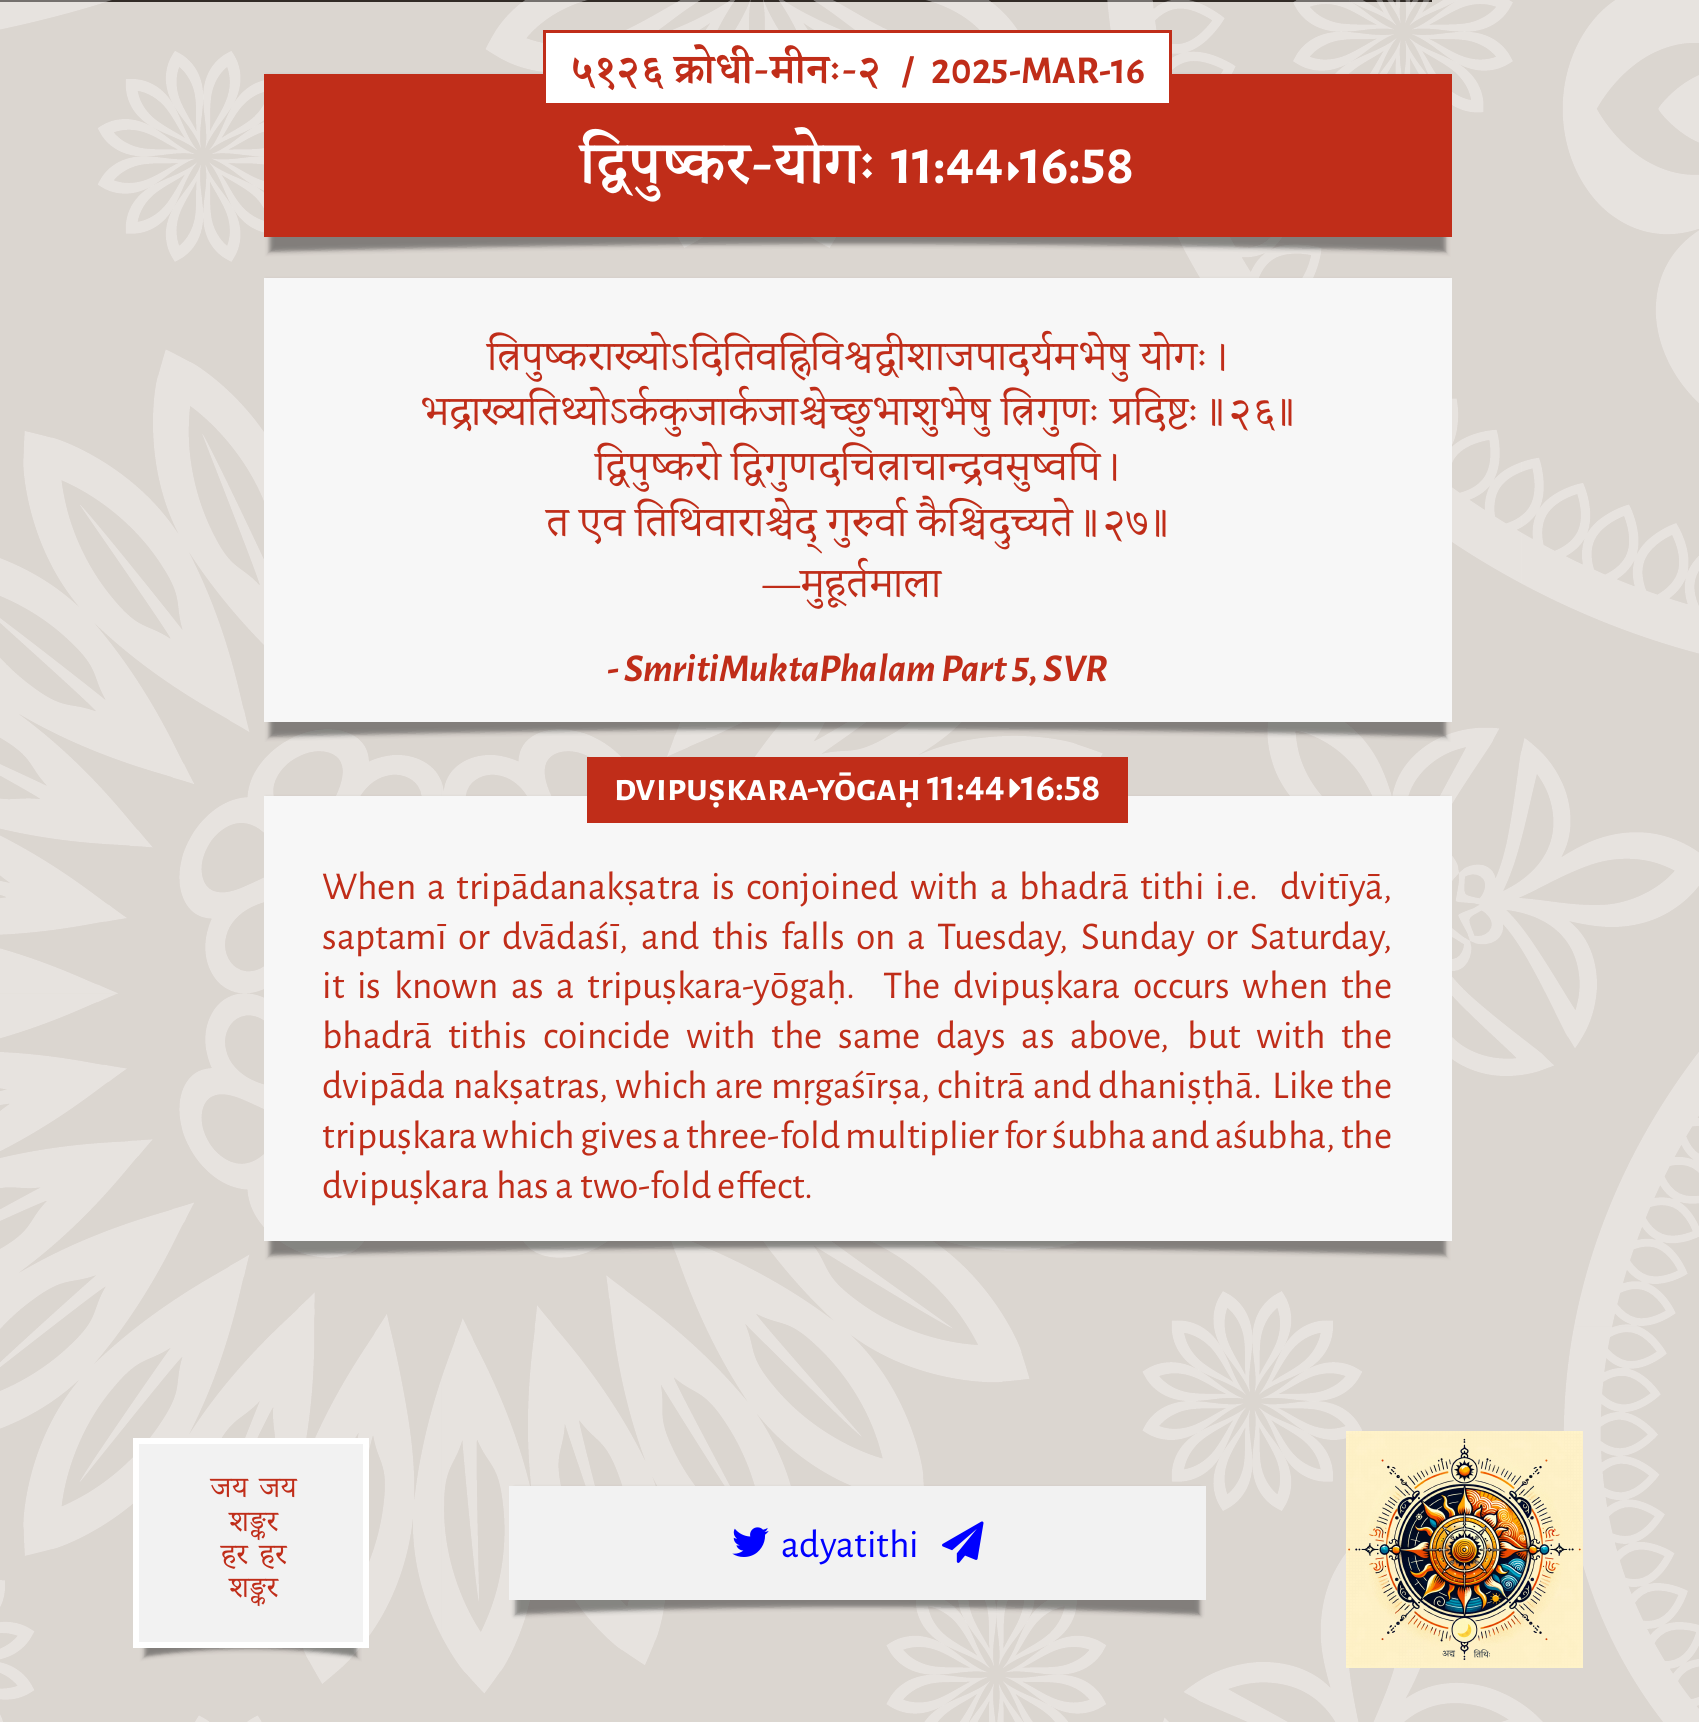 ५१२६ क्रोधी-मीनः-२ / 2025-MAR-16
द्विपुष्कर-योगः 11:44▸16:58
त्रिपुष्कराख्योऽदितिवह्निविश्वद्वीशाजपादर्यमभेषु योगः।
भद्राख्यतिथ्योऽर्ककुजार्कजाश्चेच्छुभाशुभेषु त्रिगुणः प्रदिष्टः॥२६॥
द्विपुष्करो द्विगुणदचित्राचान्द्रवसुष्वपि।
त एव तिथिवाराश्चेद् गुरुर्वा कैश्चिदुच्यते॥२७॥
—मुहूर्तमाला
- SmritiMuktaPhalam Part 5, SVR
DVIPUṢKARA-YŌGAḤ 11:44▸16:58
When a tripādanakṣatra is conjoined with a bhadrā tithi i.e. dvitīyā,
saptamī or dvādaśī, and this falls on a Tuesday, Sunday or Saturday,
it is known as a tripuṣkara-yōgaḥ. The dvipuṣkara occurs when the
bhadrā tithis coincide with the same days as above, but with the
dvipāda nakṣatras, which are mṛgaśīrṣa, chitrā and dhaniṣṭhā. Like the
tripuṣkara which gives a three-fold multiplier for śubha and aśubha, the
dvipuṣkara has a two-fold effect.
जय जय
शङ्कर
हर हर
शङ्कर
adyatithi
अद्य तिथिः